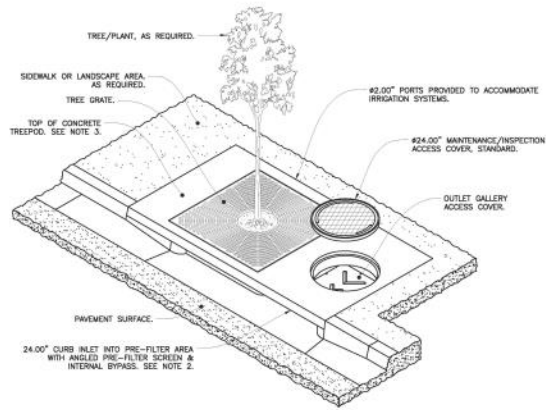 TREE/PLANT, AS REQUIRED.
SIDEWALK OR LANDSCAPE AREA.
AS REQUIRED.
TREE GRATE.
TOP OF CONCRETE
TREEPOD. SEE NOTE 3.
ø2.00" PORTS PROVIDED TO ACCOMMODATE
IRRIGATION SYSTEMS.
ø24.00" MAINTENANCE/INSPECTION
ACCESS COVER, STANDARD.
OUTLET GALLERY
ACCESS COVER.
PAVEMENT SURFACE.
24.00" CURB INLET INTO PRE-FILTER AREA
WITH ANGLED PRE-FILTER SCREEN &
INTERNAL BYPASS. SEE NOTE 2.